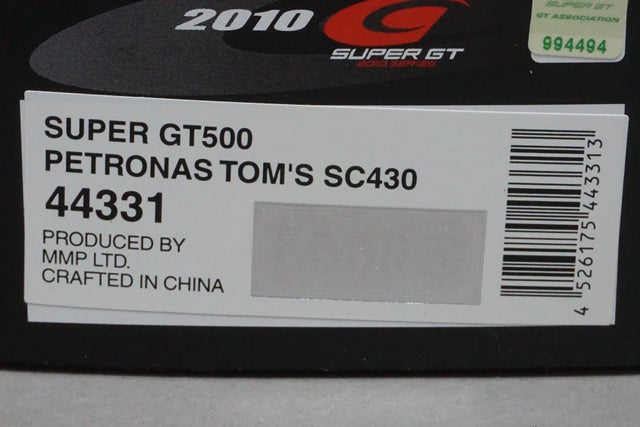 2010
SUPER GT
2010 SERIES
SUPER GT
GT ASSOCIATION
994494
SUPER GT500
PETRONAS TOM'S SC430
44331
PRODUCED BY
MMP LTD.
CRAFTED IN CHINA
4 526175 443313